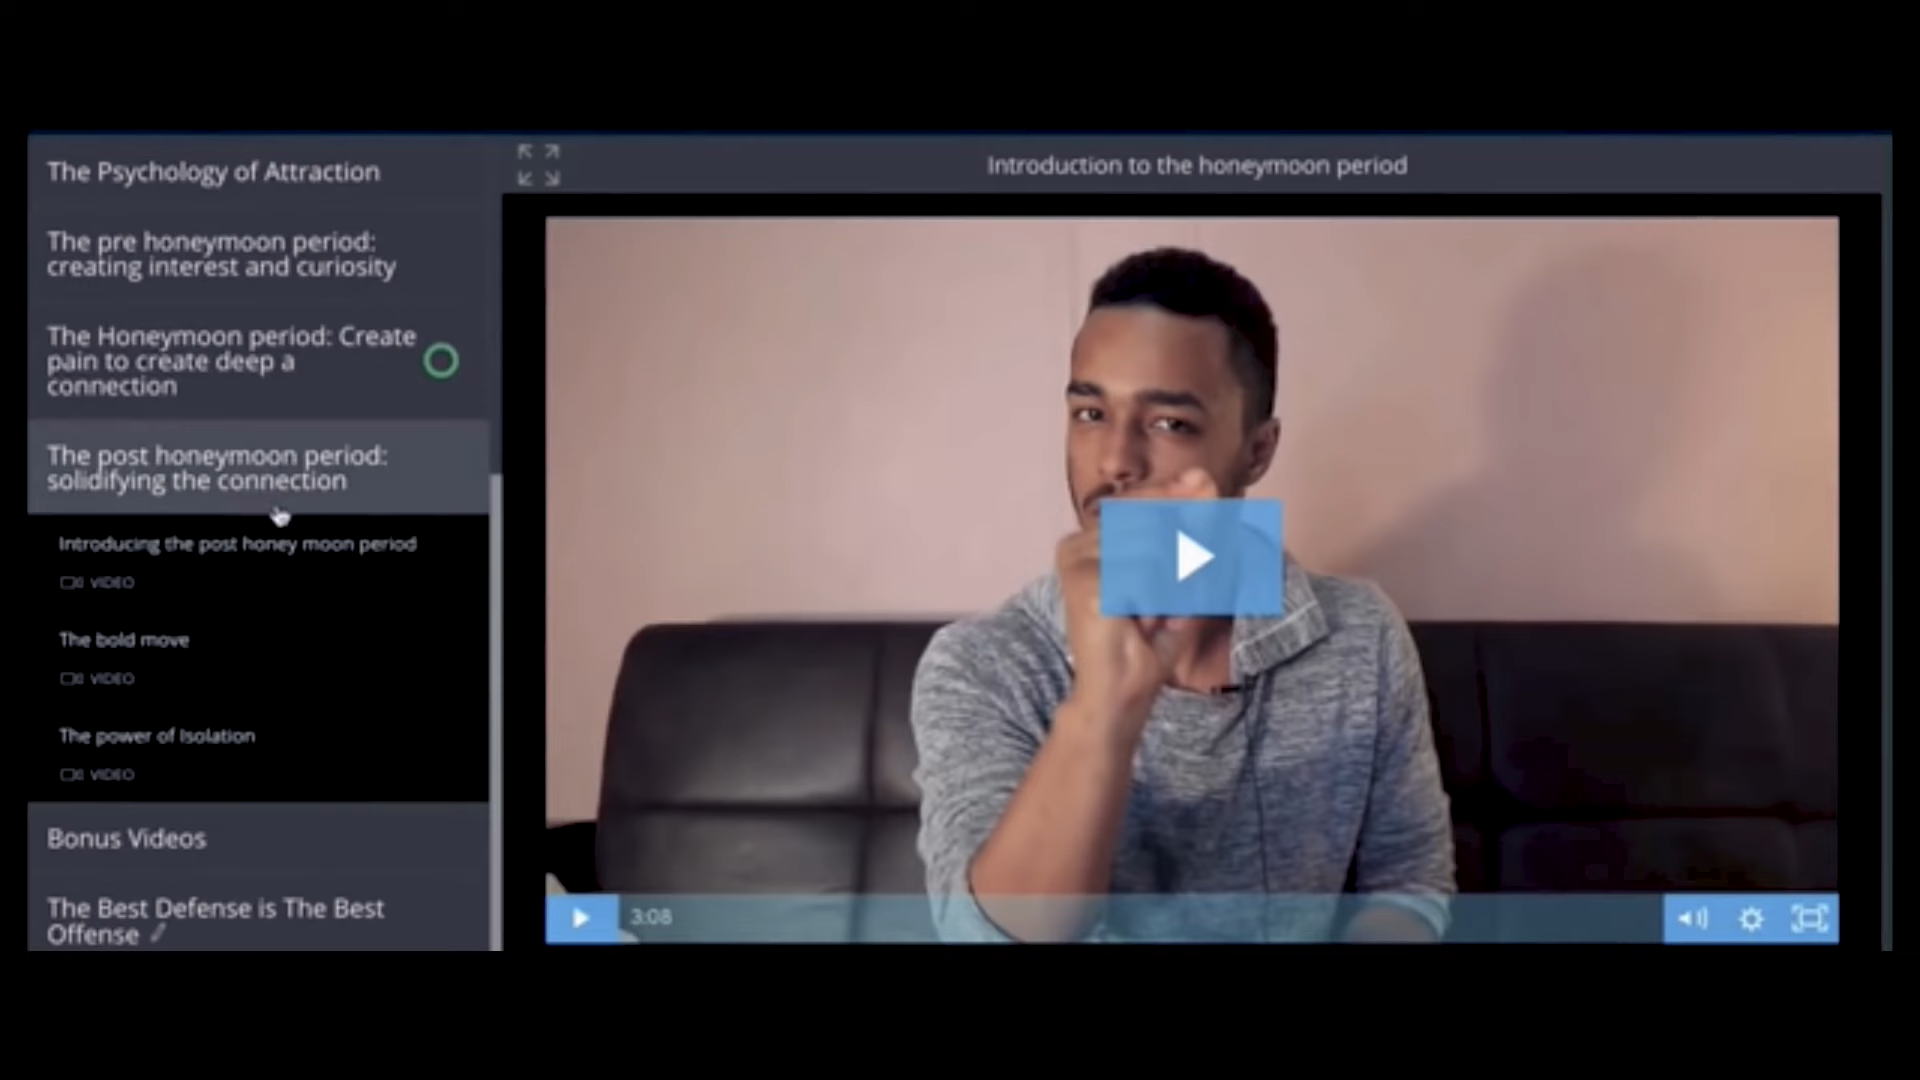 The Psychology of Attraction
The pre honeymoon period:
creating interest and curiosity
The Honeymoon period: Create
pain to create deep a
connection
The post honeymoon period:
solidifying the connection
Introducing the post honey moon period
VIDEO
The bold move
VIDEO
The power of Isolation
VIDEO
Bonus Videos
The Best Defense is The Best
Offense
Introduction to the honeymoon period
3:08